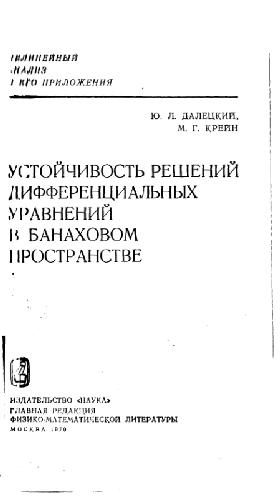 НЕЛИНЕЙНЫЙ
АНАЛИЗ
И ЕГО ПРИЛОЖЕНИЯ
Ю. Л. ДАЛЕЦКИЙ,
М. Г. КРЕЙН
УСТОЙЧИВОСТЬ РЕШЕНИЙ
ДИФФЕРЕНЦИАЛЬНЫХ
УРАВНЕНИЙ
В БАНАХОВОМ
ПРОСТРАНСТВЕ
ИЗДАТЕЛЬСТВО «НАУКА»
ГЛАВНАЯ РЕДАКЦИЯ
ФИЗИКО-МАТЕМАТИЧЕСКОЙ ЛИТЕРАТУРЫ
МОСКВА 1970